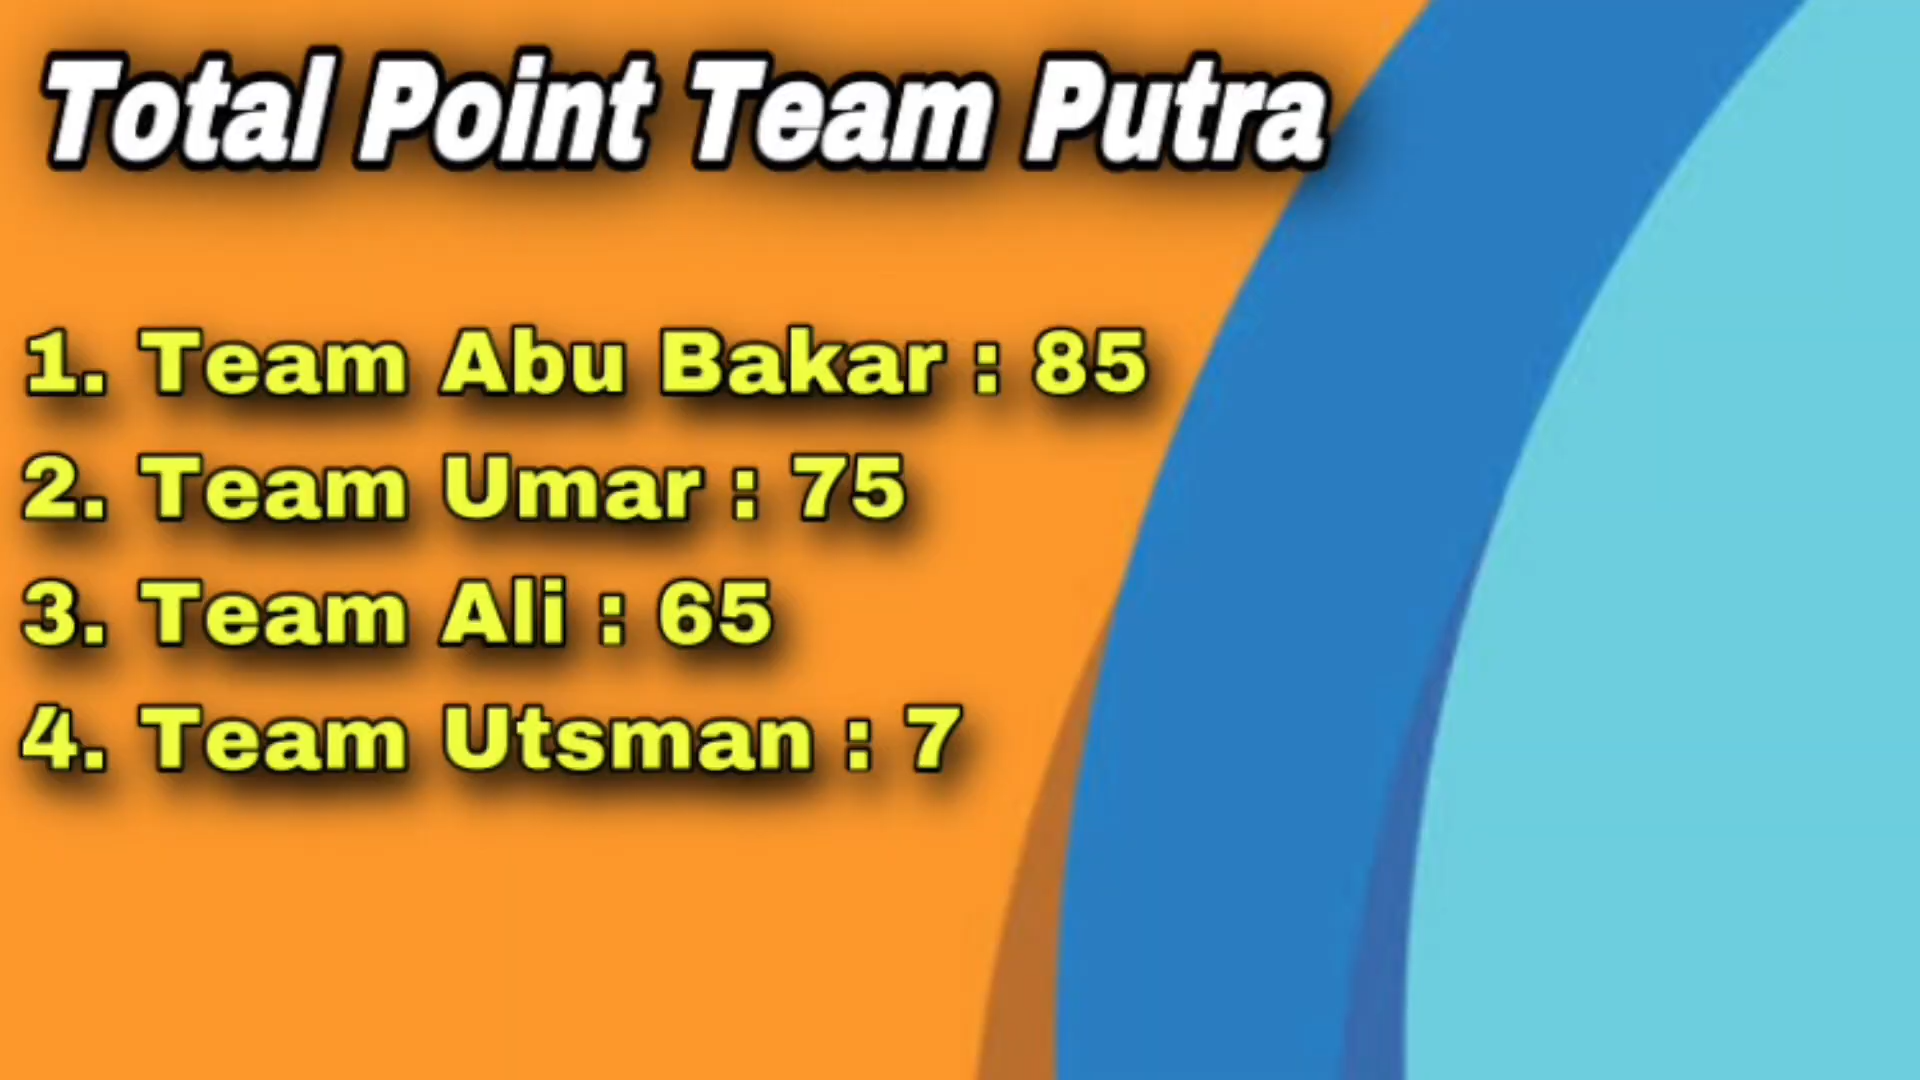 Total Point Team Putra
1. Team Abu Bakar : 85
2. Team Umar : 75
3. Team Ali : 65
4. Team Utsman : 7